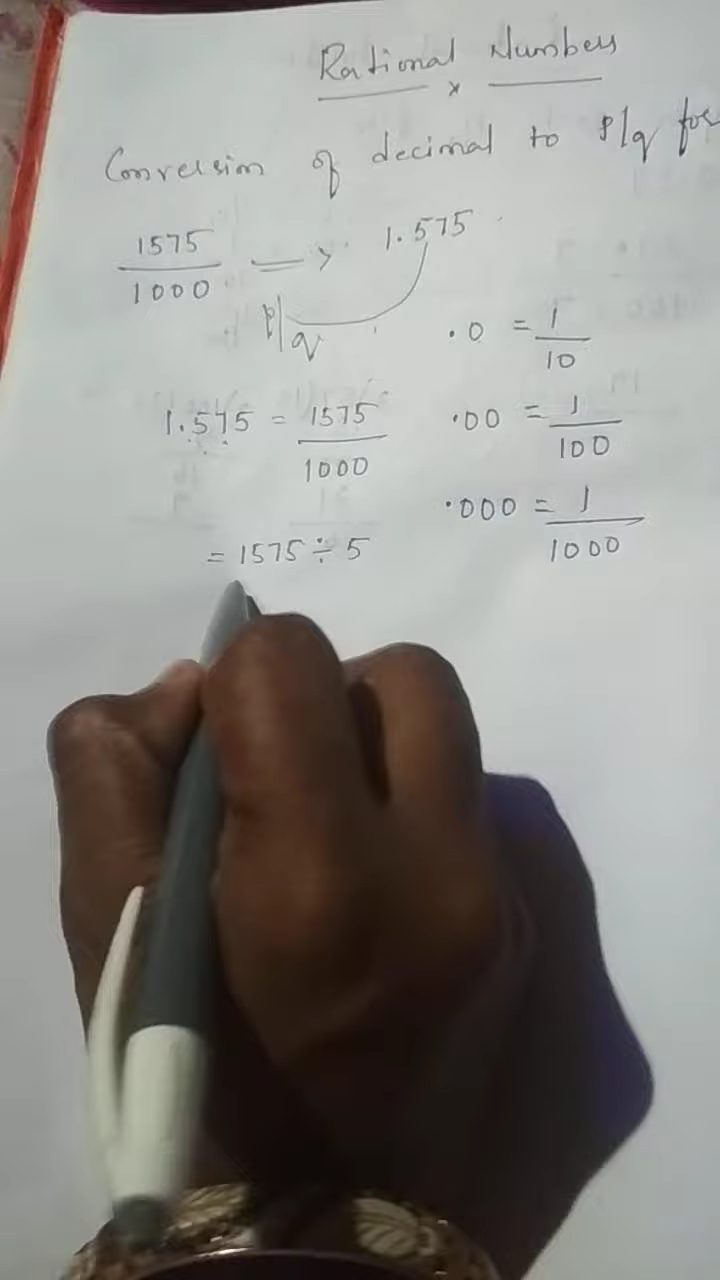 Rational Numbers
x
Conversion of decimal to P/q for
1575/1000 => 1.575
P/q
.0 = 1/10
1.575 = 1575/1000
.00 = 1/100
.000 = 1/1000
= 1575 ÷ 5